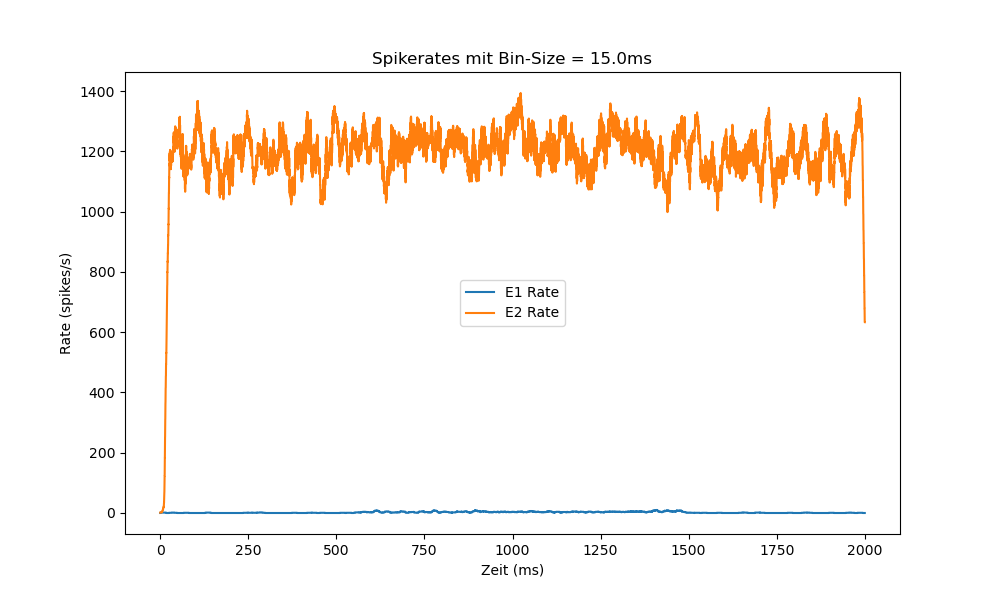 Spikerates mit Bin-Size = 15.0ms
1400
1200
1000
800
600
400
200
0
Rate (spikes/s)
E1 Rate
E2 Rate
0 250 500 750 1000 1250 1500 1750 2000
Zeit (ms)